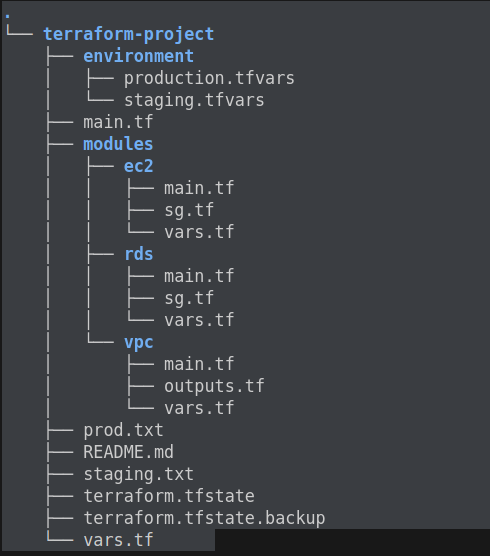 .
└── terraform-project
    ├── environment
    │   ├── production.tfvars
    │   └── staging.tfvars
    ├── main.tf
    ├── modules
    │   ├── ec2
    │   │   ├── main.tf
    │   │   ├── sg.tf
    │   │   └── vars.tf
    │   ├── rds
    │   │   ├── main.tf
    │   │   ├── sg.tf
    │   │   └── vars.tf
    │   └── vpc
    │       ├── main.tf
    │       ├── outputs.tf
    │       └── vars.tf
    ├── prod.txt
    ├── README.md
    ├── staging.txt
    ├── terraform.tfstate
    ├── terraform.tfstate.backup
    └── vars.tf